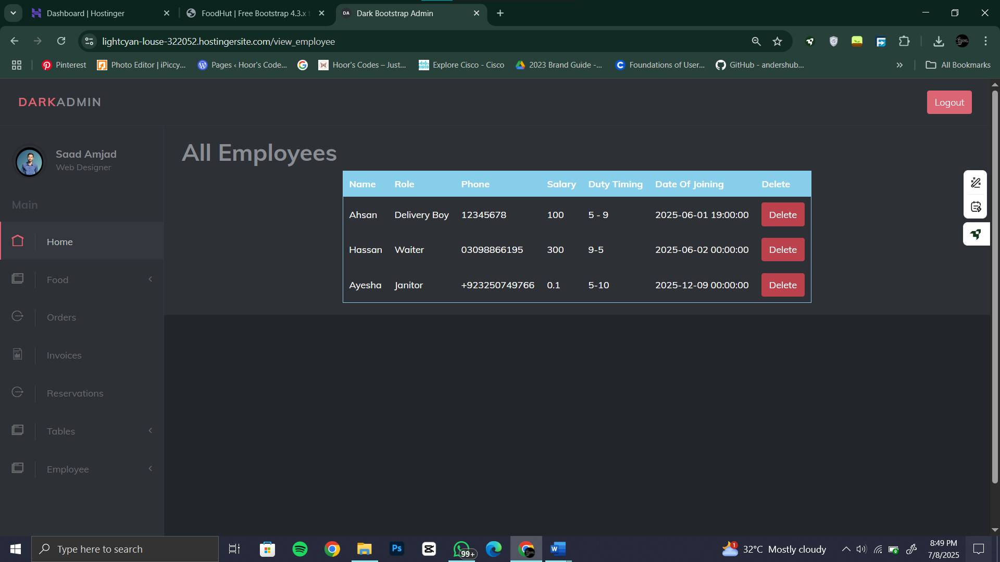 Dashboard | Hostinger
FoodHut | Free Bootstrap 4.3.x
DA Dark Bootstrap Admin
lightcyan-louse-322052.hostingersite.com/view_employee
Pinterest
Photo Editor | iPiccy...
Pages ‹ Hoor's Code...
Hoor's Codes – Just...
CISCO Explore Cisco - Cisco
2023 Brand Guide -...
Foundations of User...
GitHub - andershub...
All Bookmarks
DARKADMIN
Logout
Saad Amjad
Web Designer
Main
Home
Food
Orders
Invoices
Reservations
Tables
Employee
All Employees
Name Role Phone Salary Duty Timing Date Of Joining Delete
Ahsan Delivery Boy 12345678 100 5 - 9 2025-06-01 19:00:00 Delete
Hassan Waiter 03098866195 300 9-5 2025-06-02 00:00:00 Delete
Ayesha Janitor +923250749766 0.1 5-10 2025-12-09 00:00:00 Delete
Type here to search
Ps
99+
W
1
32°C Mostly cloudy
8:49 PM
7/8/2025